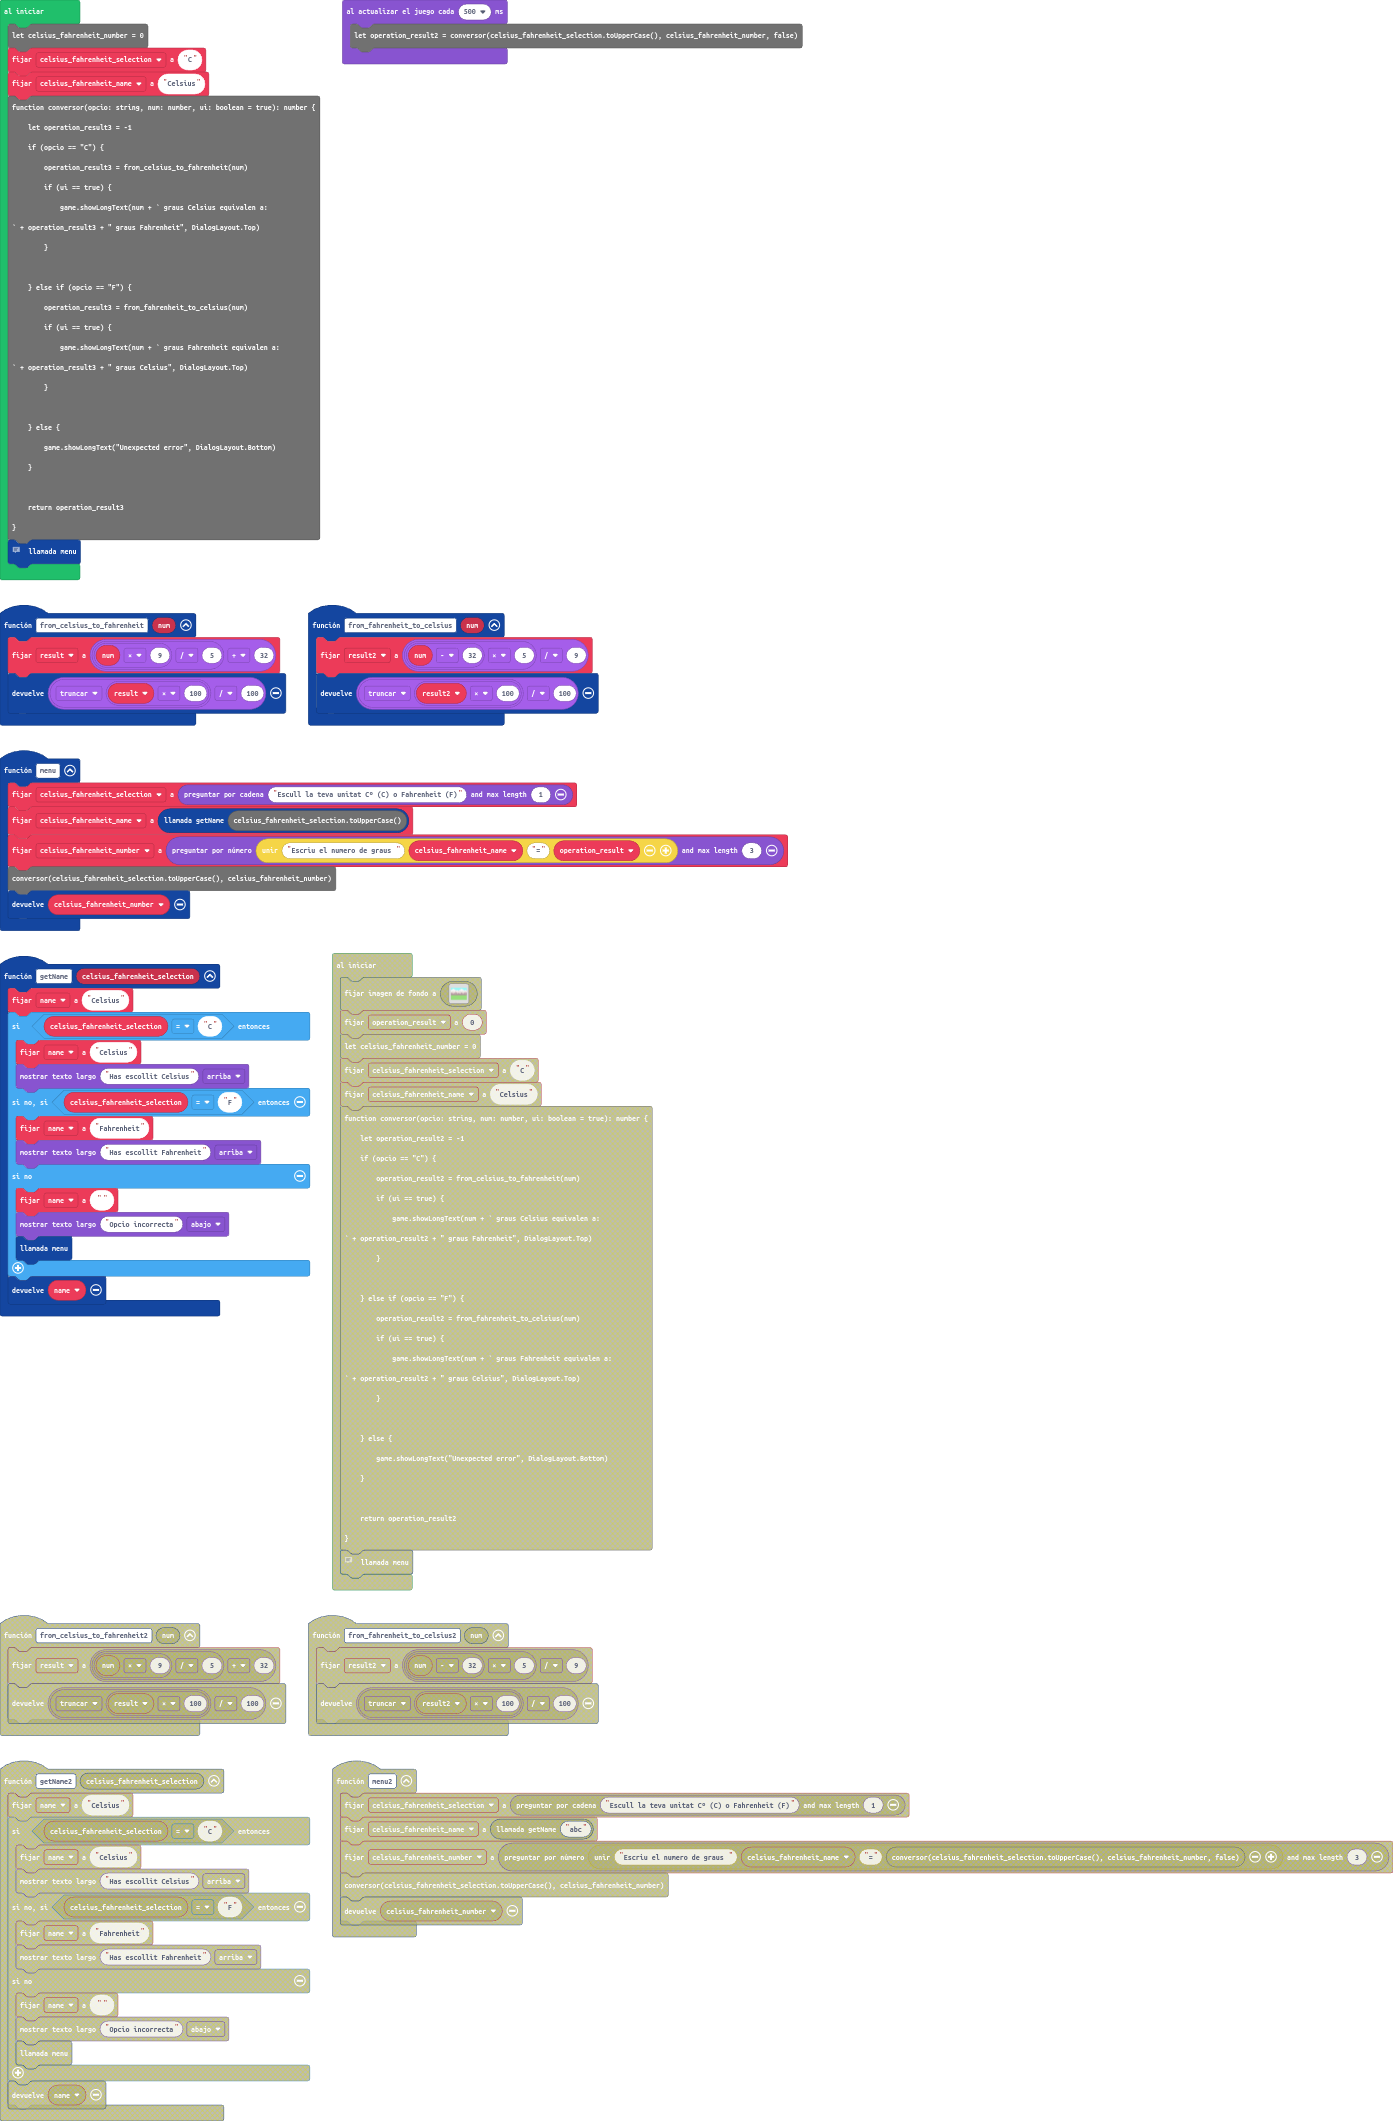 al iniciar
let celsius_fahrenheit_number = 0
fijar celsius_fahrenheit_selection a "C"
fijar celsius_fahrenheit_name a "Celsius"
function conversor(opcio: string, num: number, ui: boolean = true): number {
let operation_result3 = -1
if (opcio == "C") {
operation_result3 = from_celsius_to_fahrenheit(num)
if (ui == true) {
game.showLongText(num + ` graus Celsius equivalen a:
` + operation_result3 + " graus Fahrenheit", DialogLayout.Top)
}
} else if (opcio == "F") {
operation_result3 = from_fahrenheit_to_celsius(num)
if (ui == true) {
game.showLongText(num + ` graus Fahrenheit equivalen a:
` + operation_result3 + " graus Celsius", DialogLayout.Top)
}
} else {
game.showLongText("Unexpected error", DialogLayout.Bottom)
}
return operation_result3
}
llamada menu
al actualizar el juego cada 500 ms
let operation_result2 = conversor(celsius_fahrenheit_selection.toUpperCase(), celsius_fahrenheit_number, false)
función from_celsius_to_fahrenheit num
fijar result a num × 9 / 5 + 32
devuelve truncar result × 100 / 100
función from_fahrenheit_to_celsius num
fijar result2 a num - 32 × 5 / 9
devuelve truncar result2 × 100 / 100
función menu
fijar celsius_fahrenheit_selection a preguntar por cadena "Escull la teva unitat Cº (C) o Fahrenheit (F)" and max length 1
fijar celsius_fahrenheit_name a llamada getName celsius_fahrenheit_selection.toUpperCase()
fijar celsius_fahrenheit_number a preguntar por número unir "Escriu el numero de graus " celsius_fahrenheit_name "=" operation_result and max length 3
conversor(celsius_fahrenheit_selection.toUpperCase(), celsius_fahrenheit_number)
devuelve celsius_fahrenheit_number
función getName celsius_fahrenheit_selection
fijar name a "Celsius"
si celsius_fahrenheit_selection = "C" entonces
fijar name a "Celsius"
mostrar texto largo "Has escollit Celsius" arriba
si no, si celsius_fahrenheit_selection = "F" entonces
fijar name a "Fahrenheit"
mostrar texto largo "Has escollit Fahrenheit" arriba
si no
fijar name a ""
mostrar texto largo "Opcio incorrecta" abajo
llamada menu
devuelve name
al iniciar
fijar imagen de fondo a
fijar operation_result a 0
let celsius_fahrenheit_number = 0
fijar celsius_fahrenheit_selection a "C"
fijar celsius_fahrenheit_name a "Celsius"
function conversor(opcio: string, num: number, ui: boolean = true): number {
let operation_result2 = -1
if (opcio == "C") {
operation_result2 = from_celsius_to_fahrenheit(num)
if (ui == true) {
game.showLongText(num + ` graus Celsius equivalen a:
` + operation_result2 + " graus Fahrenheit", DialogLayout.Top)
}
} else if (opcio == "F") {
operation_result2 = from_fahrenheit_to_celsius(num)
if (ui == true) {
game.showLongText(num + ` graus Fahrenheit equivalen a:
` + operation_result2 + " graus Celsius", DialogLayout.Top)
}
} else {
game.showLongText("Unexpected error", DialogLayout.Bottom)
}
return operation_result2
}
llamada menu
función from_celsius_to_fahrenheit2 num
fijar result a num × 9 / 5 + 32
devuelve truncar result × 100 / 100
función from_fahrenheit_to_celsius2 num
fijar result2 a num - 32 × 5 / 9
devuelve truncar result2 × 100 / 100
función getName2 celsius_fahrenheit_selection
fijar name a "Celsius"
si celsius_fahrenheit_selection = "C" entonces
fijar name a "Celsius"
mostrar texto largo "Has escollit Celsius" arriba
si no, si celsius_fahrenheit_selection = "F" entonces
fijar name a "Fahrenheit"
mostrar texto largo "Has escollit Fahrenheit" arriba
si no
fijar name a ""
mostrar texto largo "Opcio incorrecta" abajo
llamada menu
devuelve name
función menu2
fijar celsius_fahrenheit_selection a preguntar por cadena "Escull la teva unitat Cº (C) o Fahrenheit (F)" and max length 1
fijar celsius_fahrenheit_name a llamada getName "abc"
fijar celsius_fahrenheit_number a preguntar por número unir "Escriu el numero de graus " celsius_fahrenheit_name "=" conversor(celsius_fahrenheit_selection.toUpperCase(), celsius_fahrenheit_number, false) and max length 3
conversor(celsius_fahrenheit_selection.toUpperCase(), celsius_fahrenheit_number)
devuelve celsius_fahrenheit_number